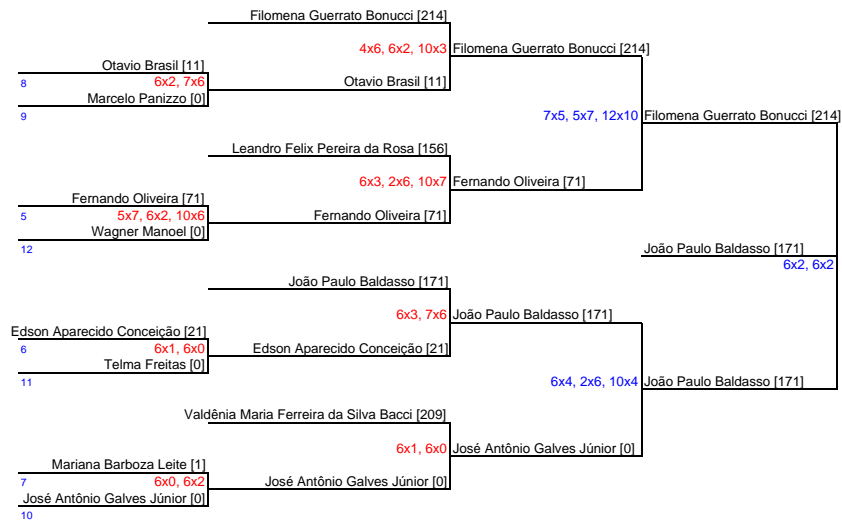 Filomena Guerrato Bonucci [214]
4x6, 6x2, 10x3 Filomena Guerrato Bonucci [214]
Otavio Brasil [11]
8 6x2, 7x6 Otavio Brasil [11]
Marcelo Panizzo [0]
9 7x5, 5x7, 12x10 Filomena Guerrato Bonucci [214]
Leandro Felix Pereira da Rosa [156]
6x3, 2x6, 10x7 Fernando Oliveira [71]
Fernando Oliveira [71]
5 5x7, 6x2, 10x6 Fernando Oliveira [71]
Wagner Manoel [0]
12 João Paulo Baldasso [171]
6x2, 6x2
João Paulo Baldasso [171]
6x3, 7x6 João Paulo Baldasso [171]
Edson Aparecido Conceição [21]
6 6x1, 6x0 Edson Aparecido Conceição [21]
Telma Freitas [0]
11 6x4, 2x6, 10x4 João Paulo Baldasso [171]
Valdênia Maria Ferreira da Silva Bacci [209]
6x1, 6x0 José Antônio Galves Júnior [0]
Mariana Barboza Leite [1]
7 6x0, 6x2 José Antônio Galves Júnior [0]
José Antônio Galves Júnior [0]
10